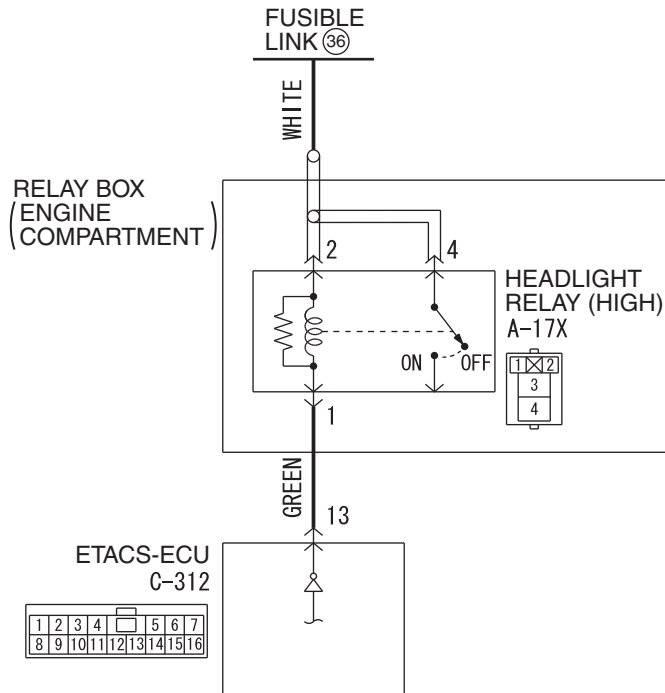 FUSIBLE
LINK 36
WHITE
RELAY BOX
(ENGINE
COMPARTMENT)
2
4
HEADLIGHT
RELAY (HIGH)
A-17X
ON
OFF
1 2
3
4
1
GREEN
13
ETACS-ECU
C-312
1 2 3 4 5 6 7
8 9 10 11 12 13 14 15 16